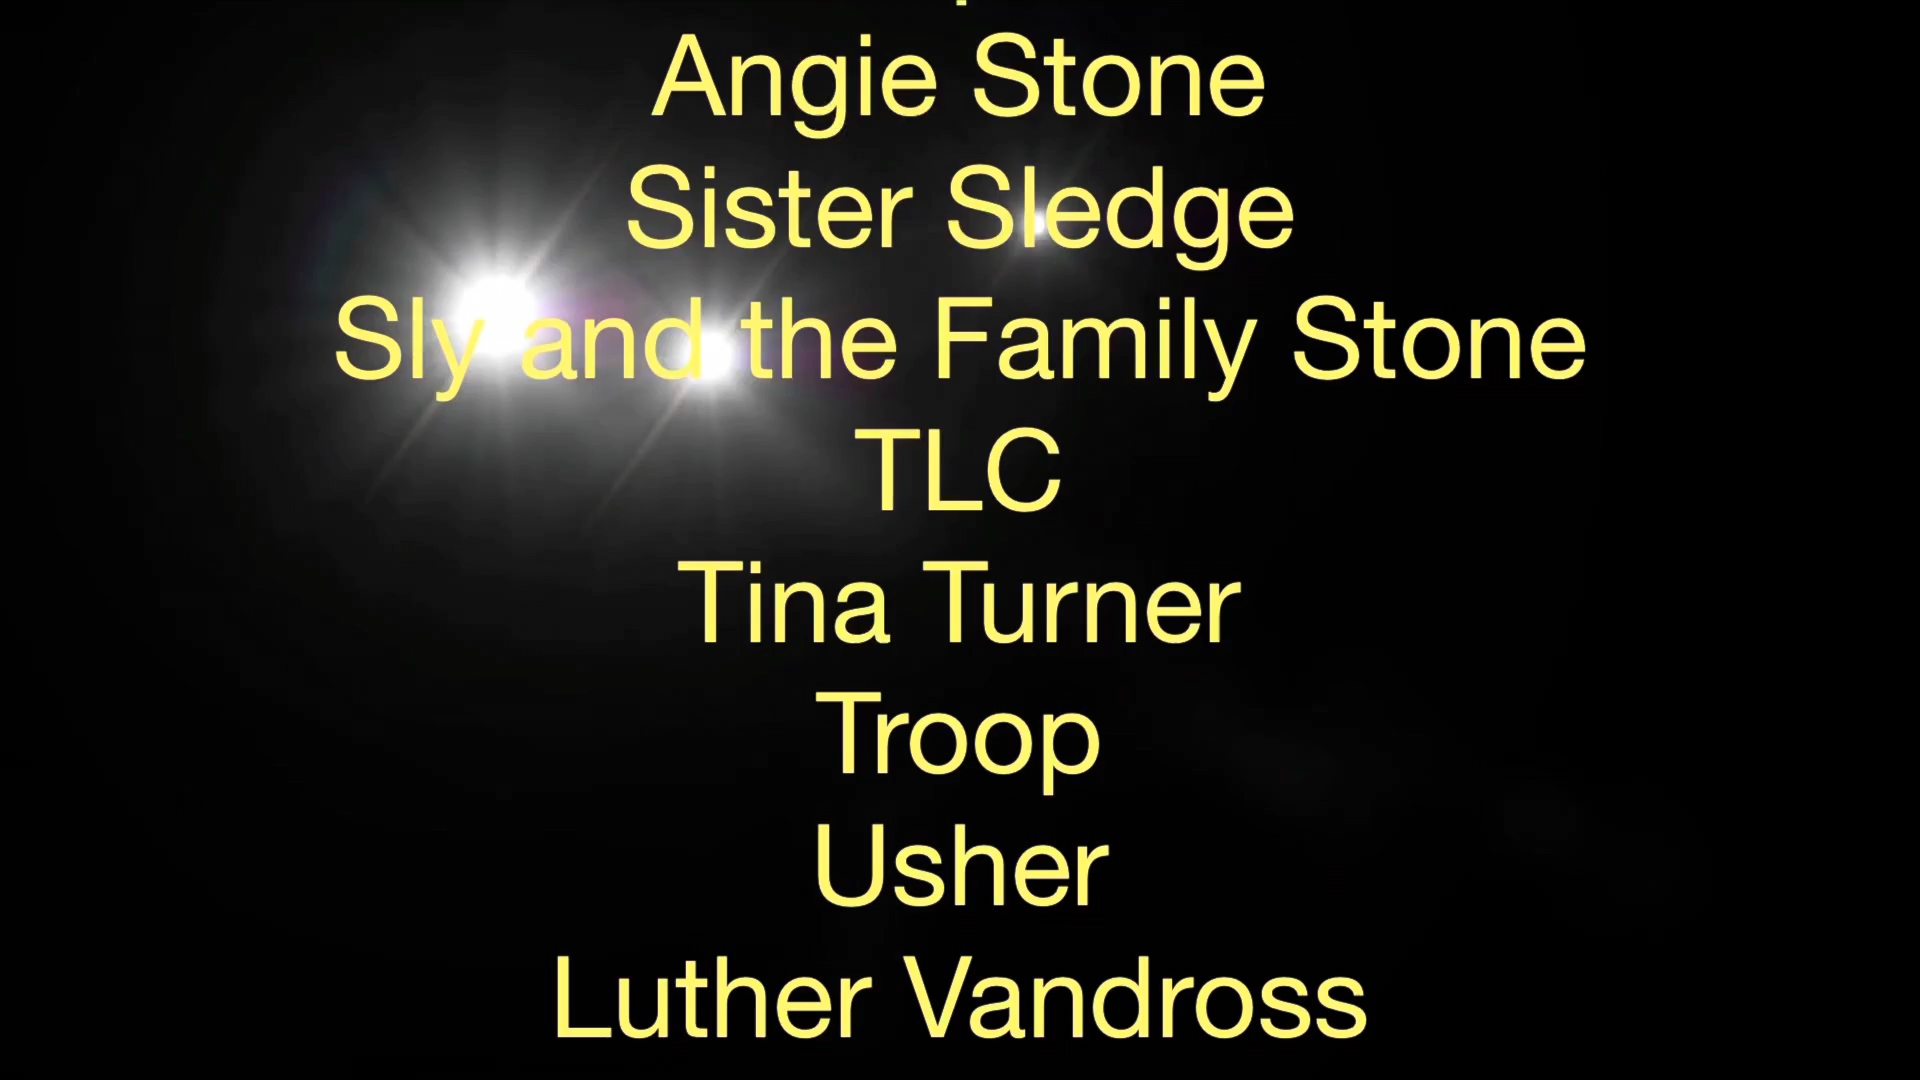 Angie Stone
Sister Sledge
Sly and the Family Stone
TLC
Tina Turner
Troop
Usher
Luther Vandross